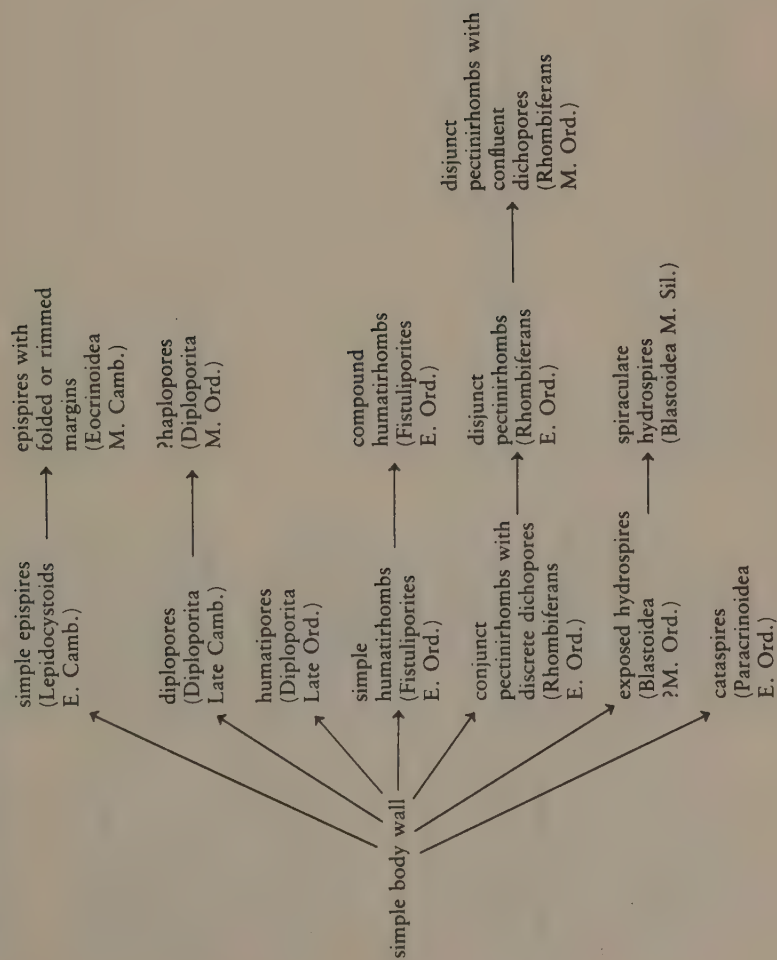 simple body wall
simple epispires
(Lepidocystoids
E. Camb.)
epispires with
folded or rimmed
margins
(Eocrinoidea
M. Camb.)
diplopores
(Diploporita
Late Camb.)
?haplopores
(Diploporita
M. Ord.)
humatipores
(Diploporita
Late Ord.)
simple
humatirhombs
(Fistuliporites
E. Ord.)
compound
humatirhombs
(Fistuliporites
E. Ord.)
conjunct
pectinirhombs with
discrete dichopores
(Rhombiferans
E. Ord.)
disjunct
pectinirhombs
(Rhombiferans
E. Ord.)
disjunct
pectinirhombs with
confluent
dichopores
(Rhombiferans
M. Ord.)
exposed hydrospires
(Blastoidea
?M. Ord.)
spiraculate
hydrospires
(Blastoidea M. Sil.)
cataspires
(Paracrinoidea
E. Ord.)